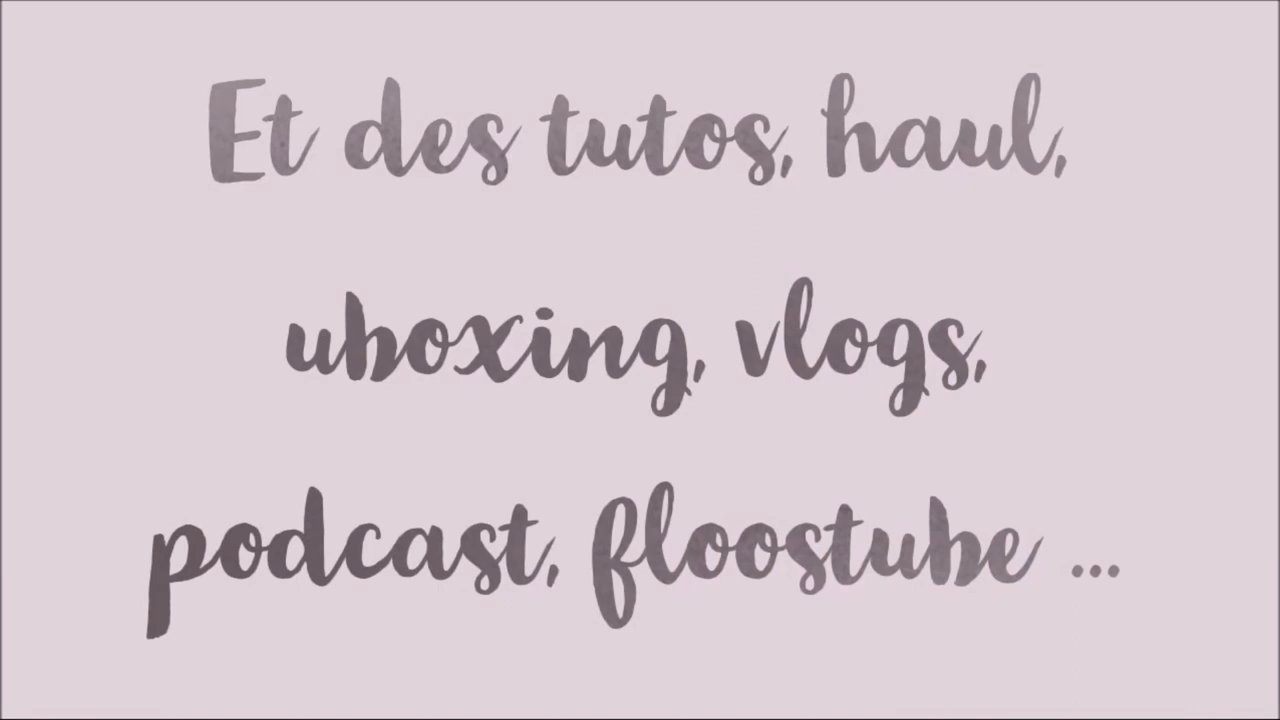 Et des tutos, haul,
uboxing, vlogs,
podcast, floostube ...